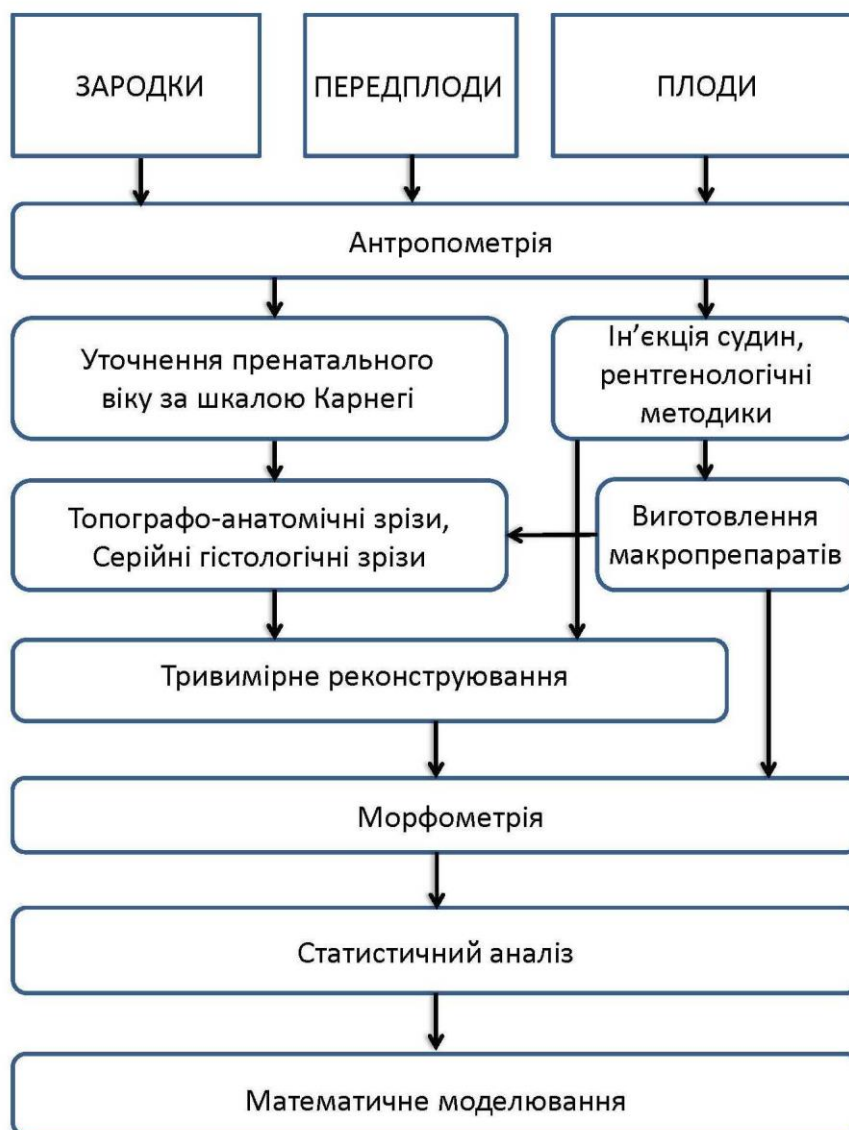 ЗАРОДКИ
ПЕРЕДПЛОДИ
ПЛОДИ
Антропометрія
Уточнення пренатального
віку за шкалою Карнегі
Ін’єкція судин,
рентгенологічні
методики
Топографо-анатомічні зрізи,
Серійні гістологічні зрізи
Виготовлення
макропрепаратів
Тривимірне реконструювання
Морфометрія
Статистичний аналіз
Математичне моделювання